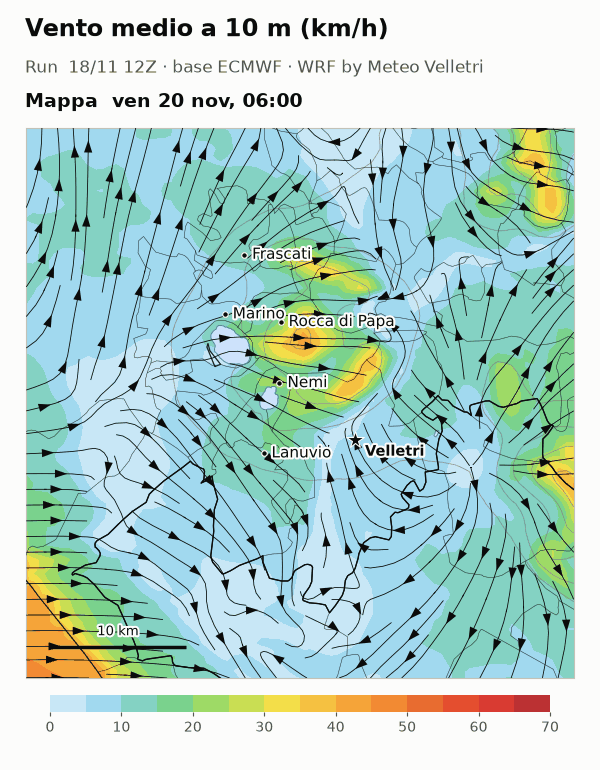 Vento medio a 10 m (km/h)
Run  18/11 12Z · base ECMWF · WRF by Meteo Velletri
Mappa  ven 20 nov, 06:00
Frascati
Marino
Rocca di Papa
Nemi
Velletri
Lanuvio
10 km
0 10 20 30 40 50 60 70